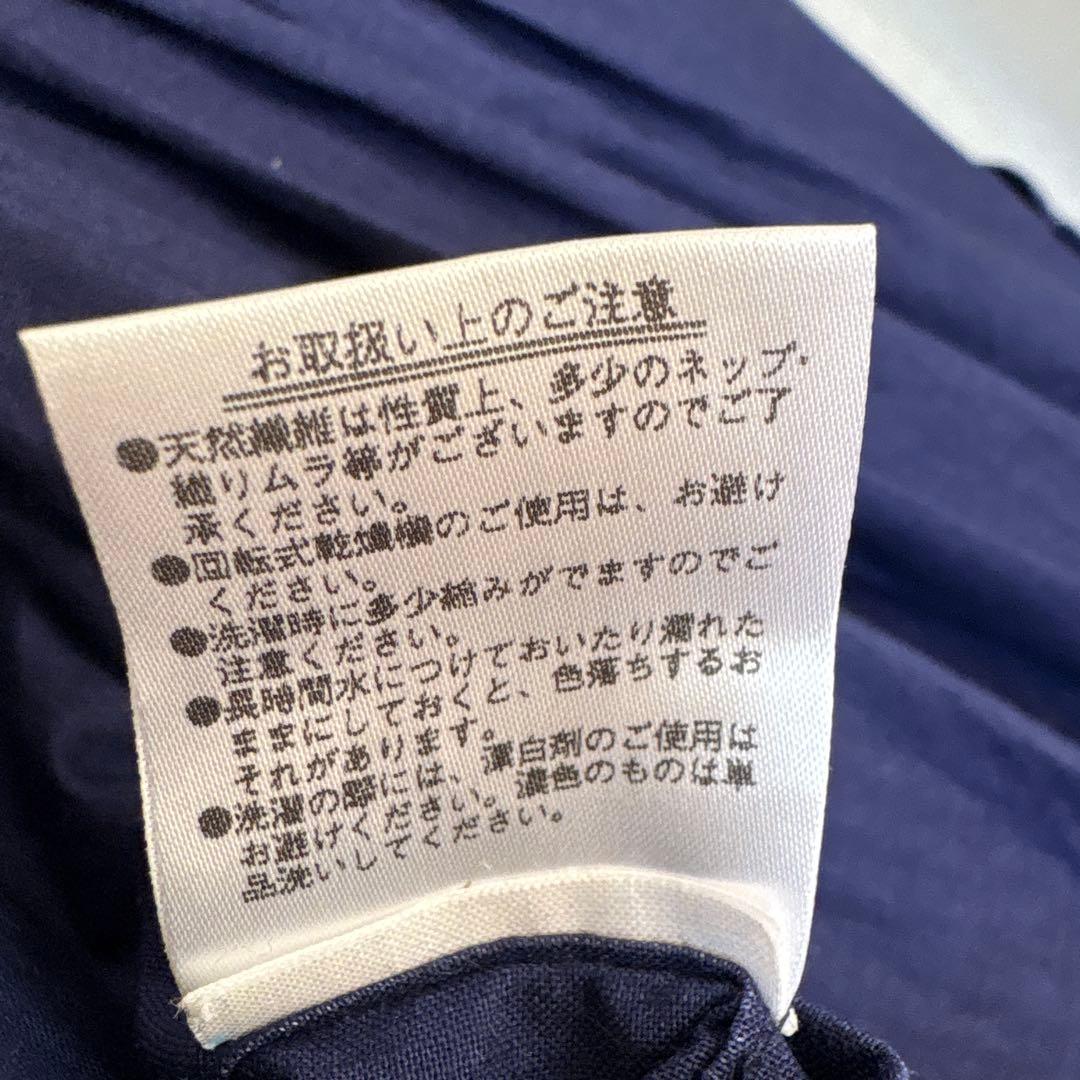 お取扱い上のご注意
●天然繊維は性質上、多少のネップ・
織りムラ等がございますのでご了
承ください。
●回転式乾燥機のご使用は、お避け
ください。
●洗濯時に多少縮みがでますのでご
注意ください。
●長時間水につけておいたり濡れた
ままにしておくと、色落ちするお
それがあります。
●洗濯の際には、漂白剤のご使用は
お避けください。濃色のものは単
品洗いしてください。